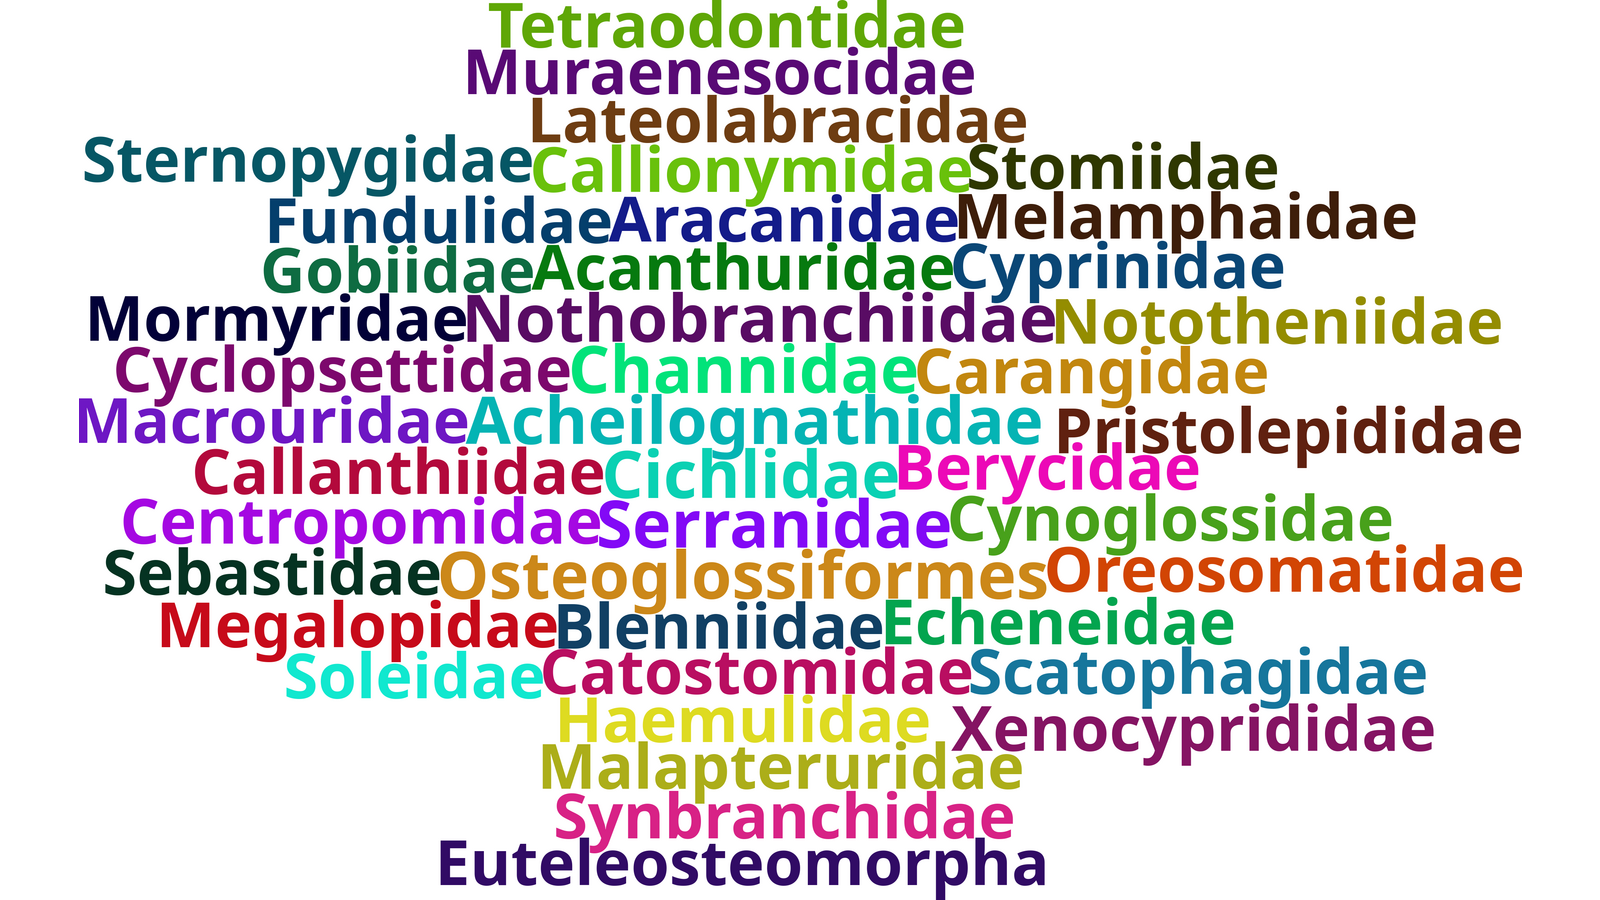 Tetraodontidae
Muraenesocidae
Lateolabracidae
Sternopygidae Callionymidae Stomiidae
Fundulidae Aracanidae Melamphaidae
Gobiidae Acanthuridae Cyprinidae
Mormyridae Nothobranchiidae Nototheniidae
Cyclopsettidae Channidae Carangidae
Macrouridae Acheilognathidae Pristolepididae
Callanthiidae Cichlidae Berycidae
Centropomidae Serranidae Cynoglossidae
Sebastidae Osteoglossiformes Oreosomatidae
Megalopidae Blenniidae Echeneidae
Soleidae Catostomidae Scatophagidae
Haemulidae Xenocyprididae
Malapteruridae
Synbranchidae
Euteleosteomorpha